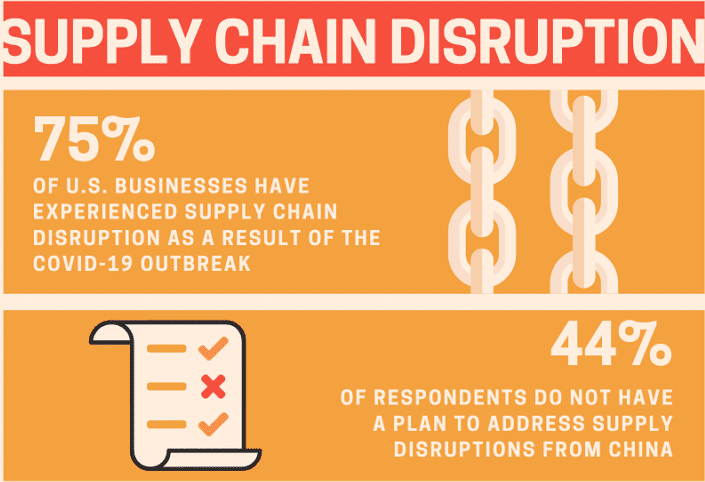 SUPPLY CHAIN DISRUPTION
75%
OF U.S. BUSINESSES HAVE
EXPERIENCED SUPPLY CHAIN
DISRUPTION AS A RESULT OF THE
COVID-19 OUTBREAK
44%
OF RESPONDENTS DO NOT HAVE
A PLAN TO ADDRESS SUPPLY
DISRUPTIONS FROM CHINA